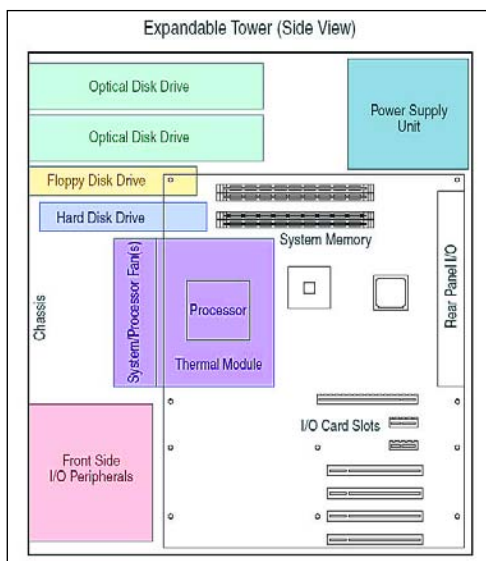 Expandable Tower (Side View)
Optical Disk Drive
Power Supply
Unit
Optical Disk Drive
Floppy Disk Drive
Hard Disk Drive
System Memory
Rear Panel I/O
System/Processor Fan(s)
Processor
Chassis
Thermal Module
I/O Card Slots
Front Side
I/O Peripherals